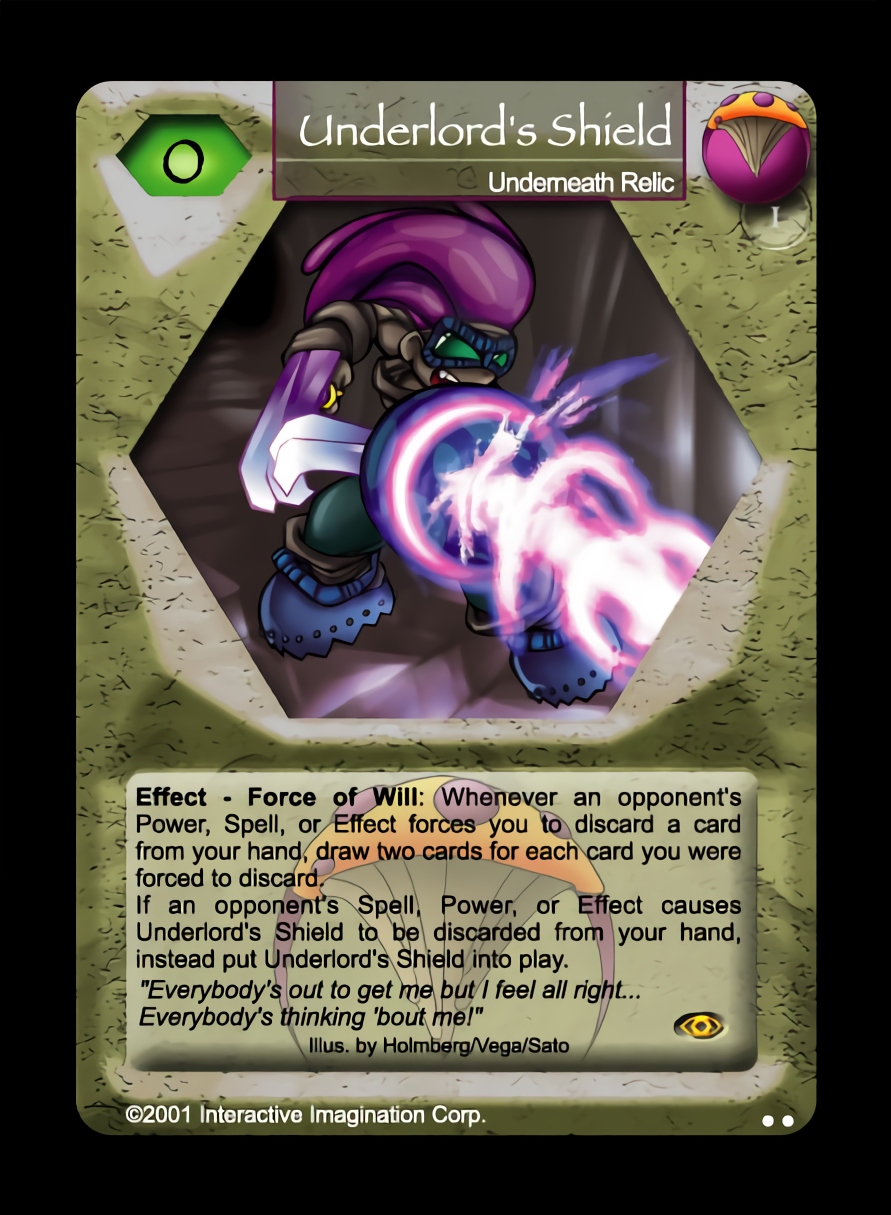 0
Underlord's Shield
Underneath Relic
I
Effect - Force of Will: Whenever an opponent's
Power, Spell, or Effect forces you to discard a card
from your hand, draw two cards for each card you were
forced to discard.
If an opponent's Spell, Power, or Effect causes
Underlord's Shield to be discarded from your hand,
instead put Underlord's Shield into play.
"Everybody's out to get me but I feel all right...
Everybody's thinking 'bout me!"
Illus. by Holmberg/Vega/Sato
©2001 Interactive Imagination Corp.